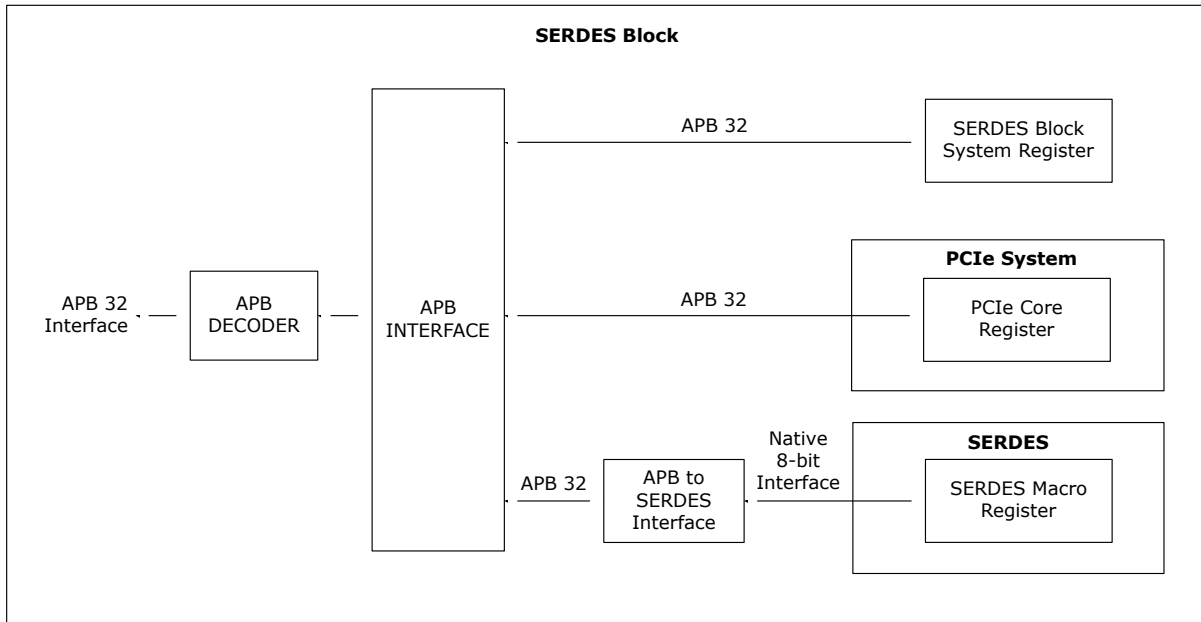 SERDES Block
APB 32
SERDES Block
System Register
PCIe System
APB 32
Interface
APB
DECODER
APB
INTERFACE
APB 32
PCIe Core
Register
Native
8-bit
Interface
SERDES
APB 32
APB to
SERDES
Interface
SERDES Macro
Register